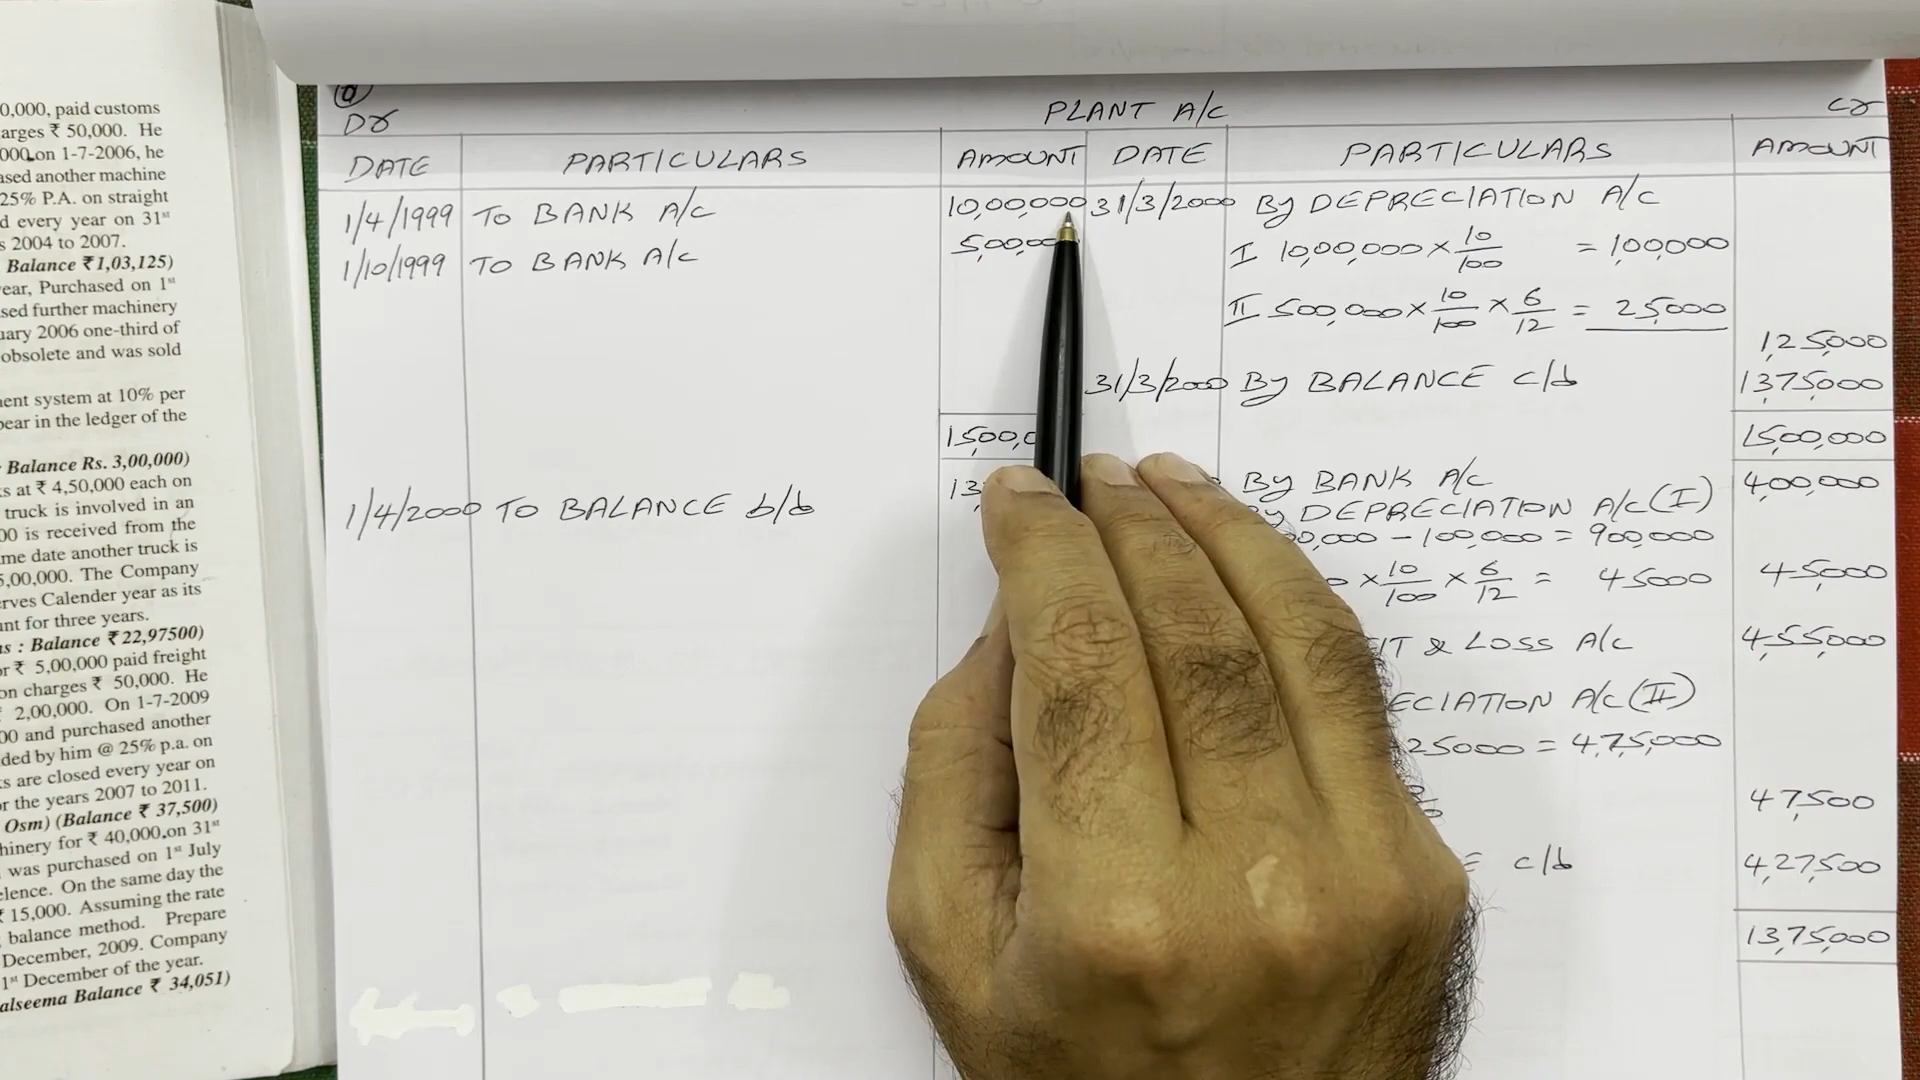 0,000, paid customs
arges ₹ 50,000. He
000 on 1-7-2006, he
ased another machine
25% P.A. on straight
d every year on 31st
s 2004 to 2007.
Balance ₹1,03,125)
ear, Purchased on 1st
sed further machinery
uary 2006 one-third of
obsolete and was sold
ent system at 10% per
pear in the ledger of the
Balance Rs. 3,00,000)
s at ₹ 4,50,000 each on
truck is involved in an
00 is received from the
me date another truck is
5,00,000. The Company
erves Calender year as its
unt for three years.
s : Balance ₹ 22,97500)
or ₹ 5,00,000 paid freight
on charges ₹ 50,000. He
₹ 2,00,000. On 1-7-2009
00 and purchased another
ded by him @ 25% p.a. on
s are closed every year on
or the years 2007 to 2011.
Osm) (Balance ₹ 37,500)
hinery for ₹ 40,000 on 31st
was purchased on 1st July
elence. On the same day the
₹ 15,000. Assuming the rate
balance method. Prepare
December, 2009. Company
1st December of the year.
alseema Balance ₹ 34,051)
PLANT A/c
Dr Cr
DATE PARTICULARS AMOUNT DATE PARTICULARS AMOUNT
1/4/1999 TO BANK A/c 10,00,000 31/3/2000 By DEPRECIATION A/c
1/10/1999 TO BANK A/c 5,00,00 I 10,00,000 × 10/100 = 1,00,000
II 500,000 × 10/100 × 6/12 = 25,000
1,25,000
31/3/2000 By BALANCE c/d 13,75,000
1500,0 1500,000
By BANK A/c 4,00,000
1/4/2000 TO BALANCE b/d 13 By DEPRECIATION A/c (I)
00,000 - 100,000 = 900,000
× 10/100 × 6/12 = 45000 45,000
IT & LOSS A/c 4,55,000
ECIATION A/c (II)
25000 = 4,75,000
47,500
E c/d 4,27,500
13,75,000